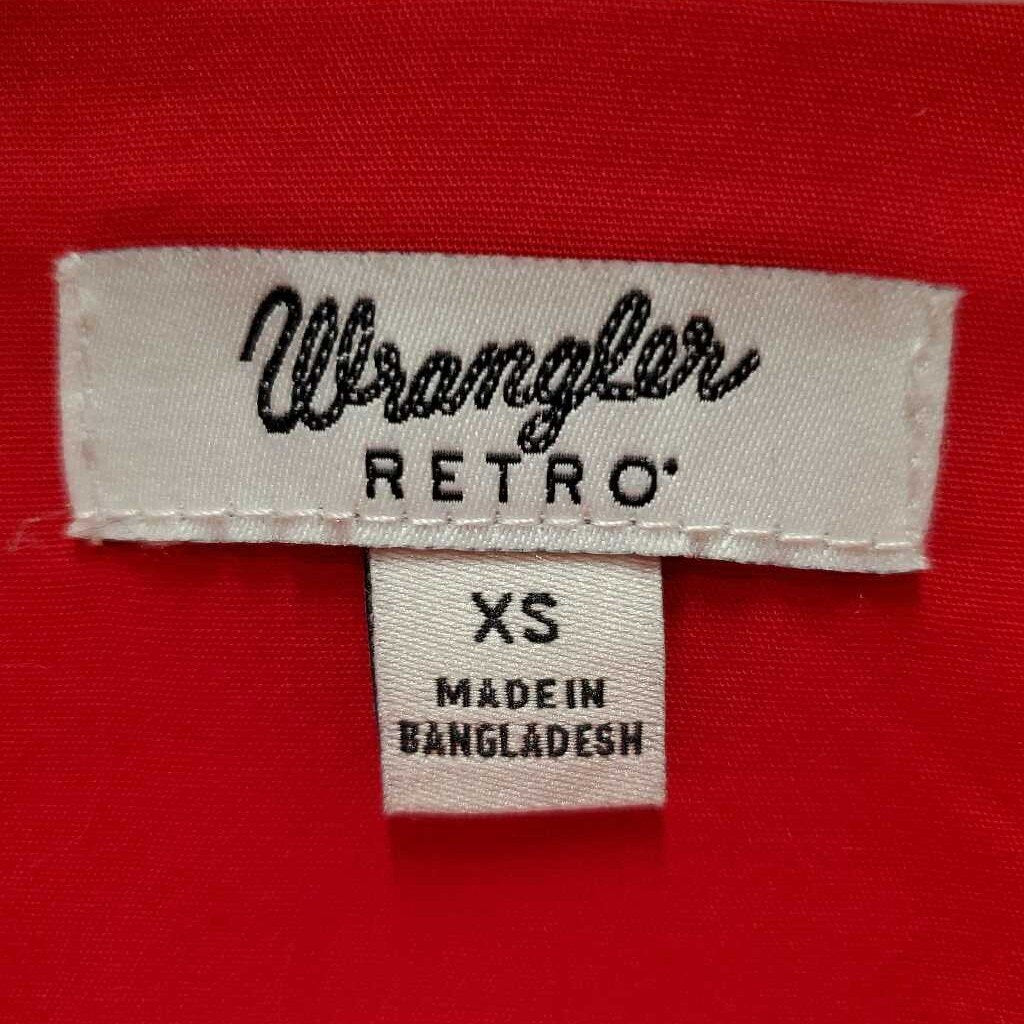 Wrangler
RETRO
XS
MADE IN
BANGLADESH